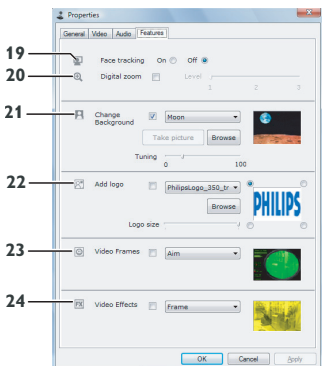 Properties
General Video Audio Features
19 Face tracking On Off
20 Digital zoom Level
1 2 3
21 Change Background Moon
Take picture Browse
Tuning
0 100
22 Add logo PhilipsLogo_350_tr
Browse
PHILIPS
Logo size
23 Video Frames Aim
24 FX Video Effects Frame
OK Cancel Apply